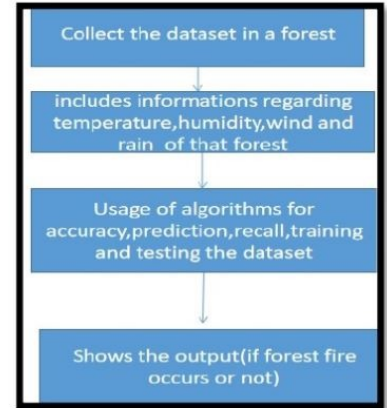 Collect the dataset in a forest
includes informations regarding
temperature,humidity,wind and
rain of that forest
Usage of algorithms for
accuracy,prediction,recall,training
and testing the dataset
Shows the output(if forest fire
occurs or not)